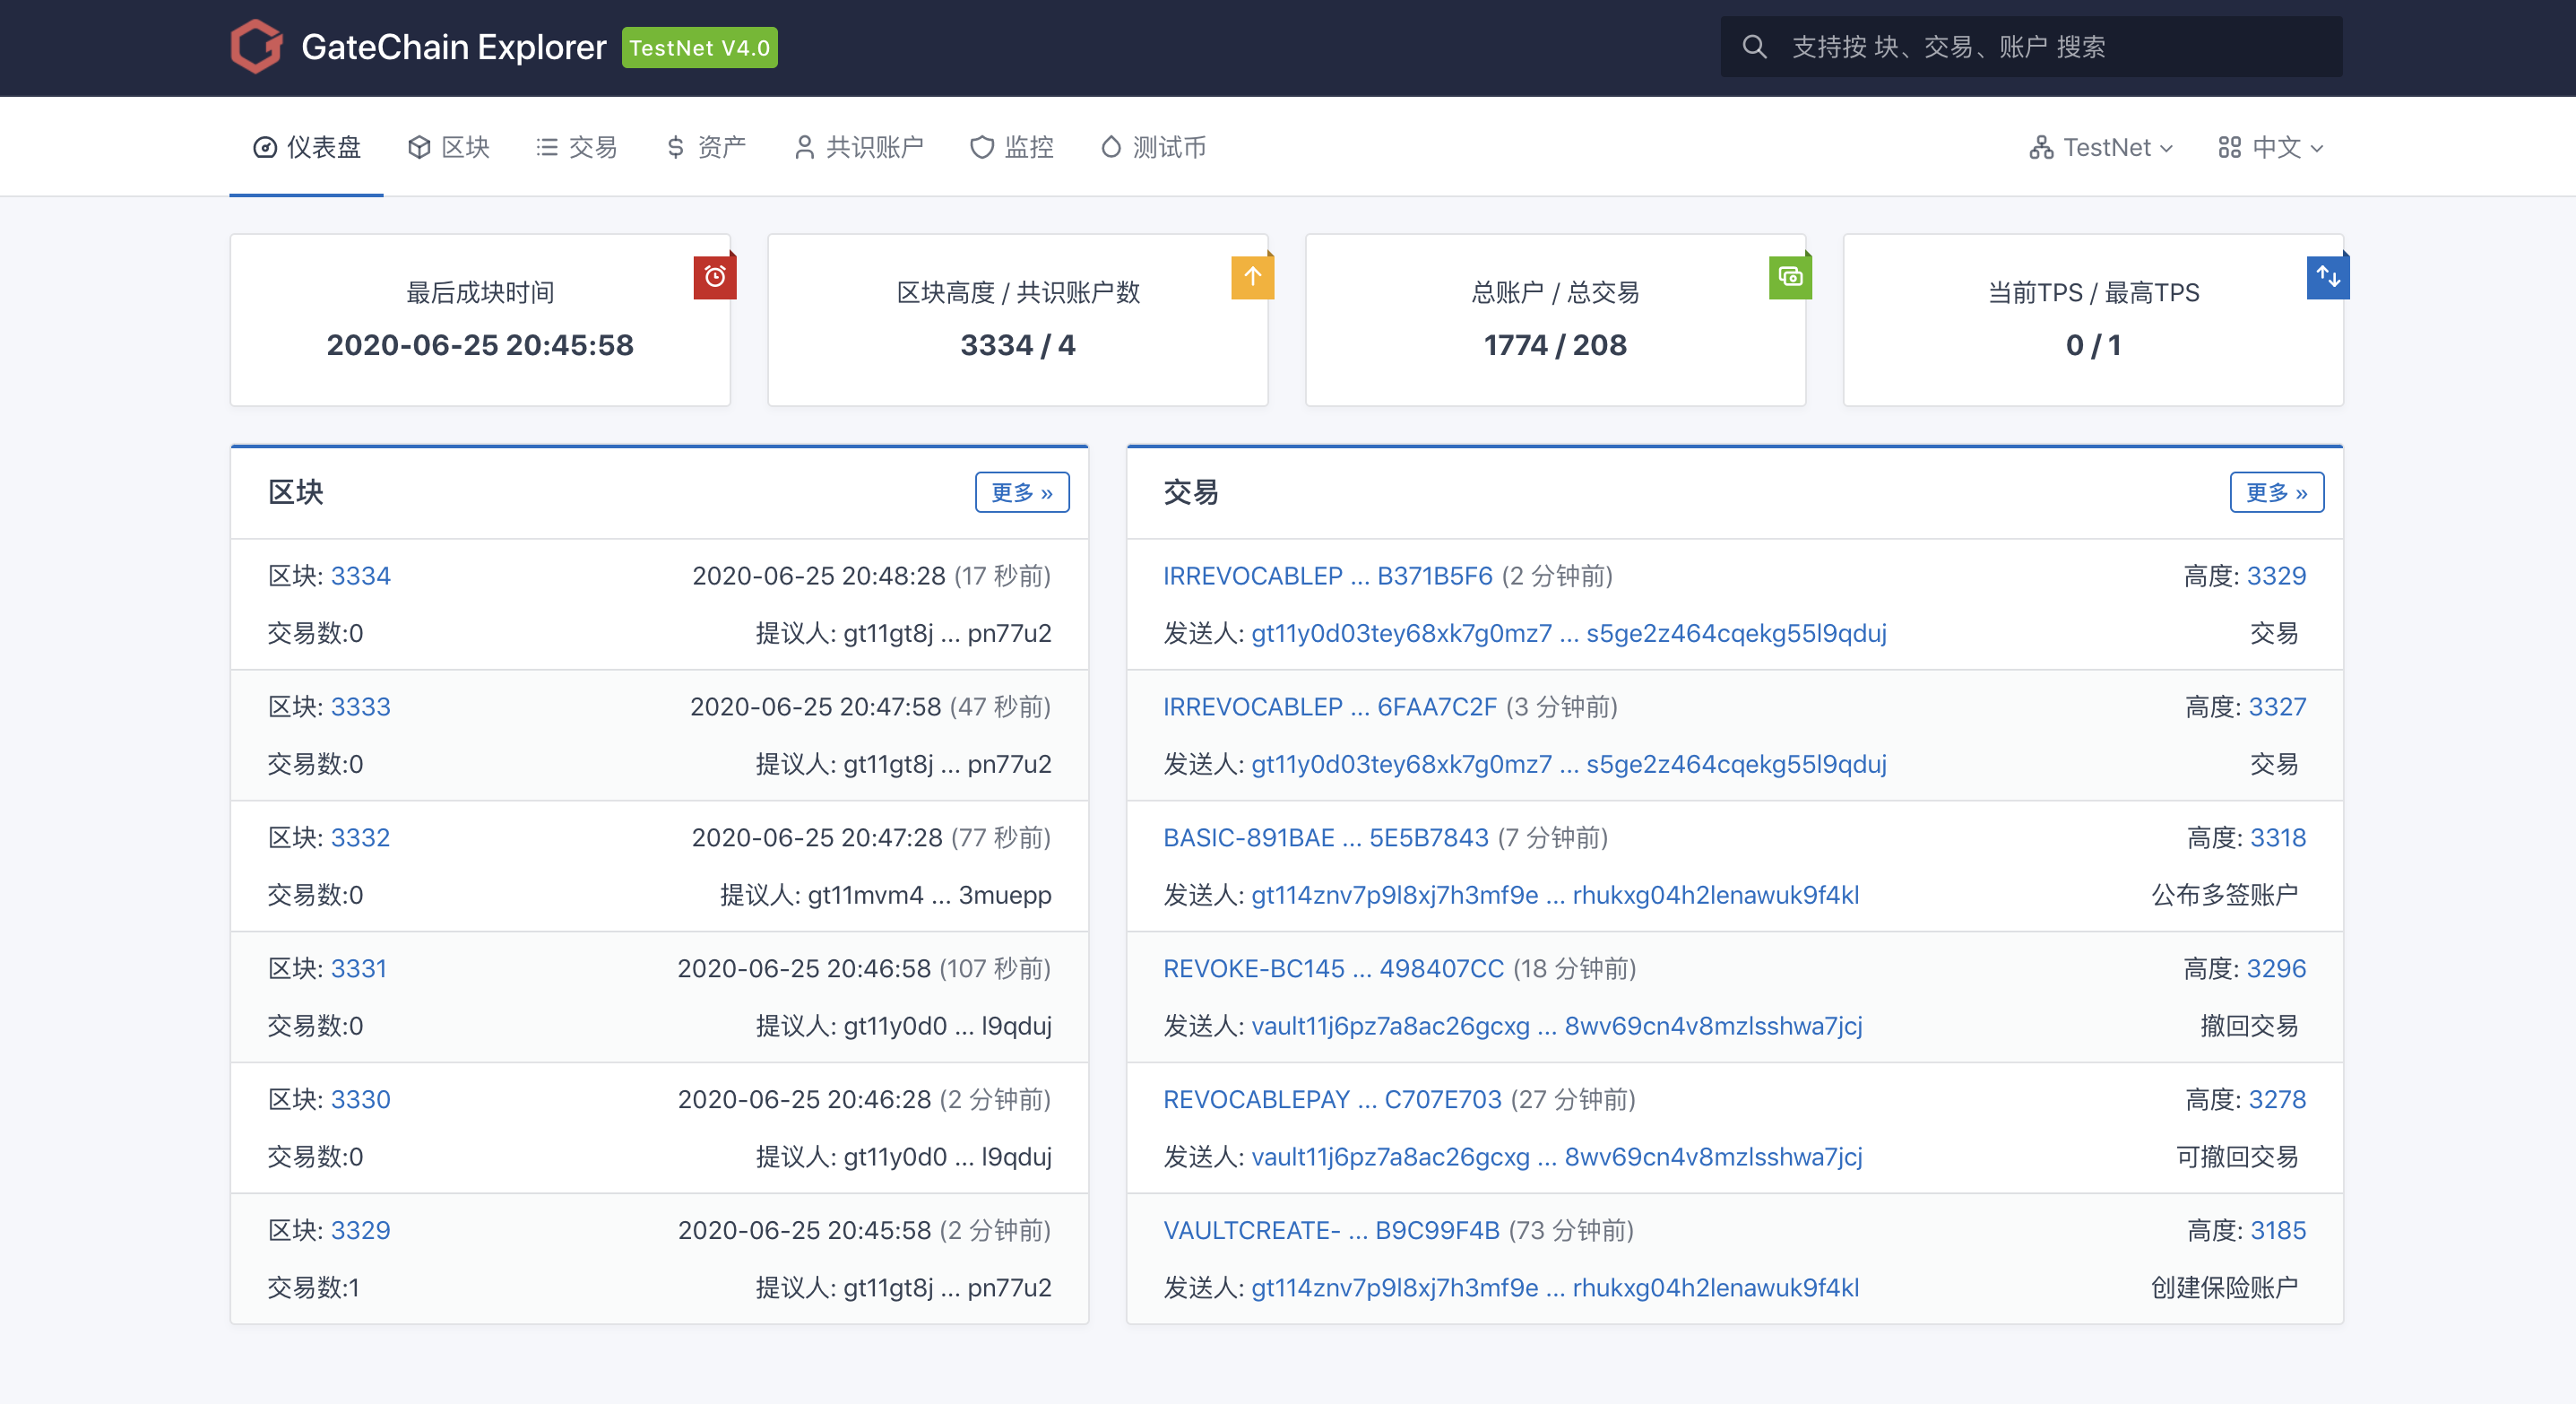 GateChain Explorer TestNet V4.0 支持按 块、交易、账户 搜索
仪表盘 区块 交易 资产 共识账户 监控 测试币 TestNet 中文
最后成块时间
2020-06-25 20:45:58
区块高度 / 共识账户数
3334 / 4
总账户 / 总交易
1774 / 208
当前TPS / 最高TPS
0 / 1
区块 更多 »
区块: 3334 2020-06-25 20:48:28 (17 秒前)
交易数:0 提议人: gt11gt8j ... pn77u2
区块: 3333 2020-06-25 20:47:58 (47 秒前)
交易数:0 提议人: gt11gt8j ... pn77u2
区块: 3332 2020-06-25 20:47:28 (77 秒前)
交易数:0 提议人: gt11mvm4 ... 3muepp
区块: 3331 2020-06-25 20:46:58 (107 秒前)
交易数:0 提议人: gt11y0d0 ... l9qduj
区块: 3330 2020-06-25 20:46:28 (2 分钟前)
交易数:0 提议人: gt11y0d0 ... l9qduj
区块: 3329 2020-06-25 20:45:58 (2 分钟前)
交易数:1 提议人: gt11gt8j ... pn77u2
交易 更多 »
IRREVOCABLEP ... B371B5F6 (2 分钟前) 高度: 3329
发送人: gt11y0d03tey68xk7g0mz7 ... s5ge2z464cqekg55l9qduj 交易
IRREVOCABLEP ... 6FAA7C2F (3 分钟前) 高度: 3327
发送人: gt11y0d03tey68xk7g0mz7 ... s5ge2z464cqekg55l9qduj 交易
BASIC-891BAE ... 5E5B7843 (7 分钟前) 高度: 3318
发送人: gt114znv7p9l8xj7h3mf9e ... rhukxg04h2lenawuk9f4kl 公布多签账户
REVOKE-BC145 ... 498407CC (18 分钟前) 高度: 3296
发送人: vault11j6pz7a8ac26gcxg ... 8wv69cn4v8mzlsshwa7jcj 撤回交易
REVOCABLEPAY ... C707E703 (27 分钟前) 高度: 3278
发送人: vault11j6pz7a8ac26gcxg ... 8wv69cn4v8mzlsshwa7jcj 可撤回交易
VAULTCREATE- ... B9C99F4B (73 分钟前) 高度: 3185
发送人: gt114znv7p9l8xj7h3mf9e ... rhukxg04h2lenawuk9f4kl 创建保险账户